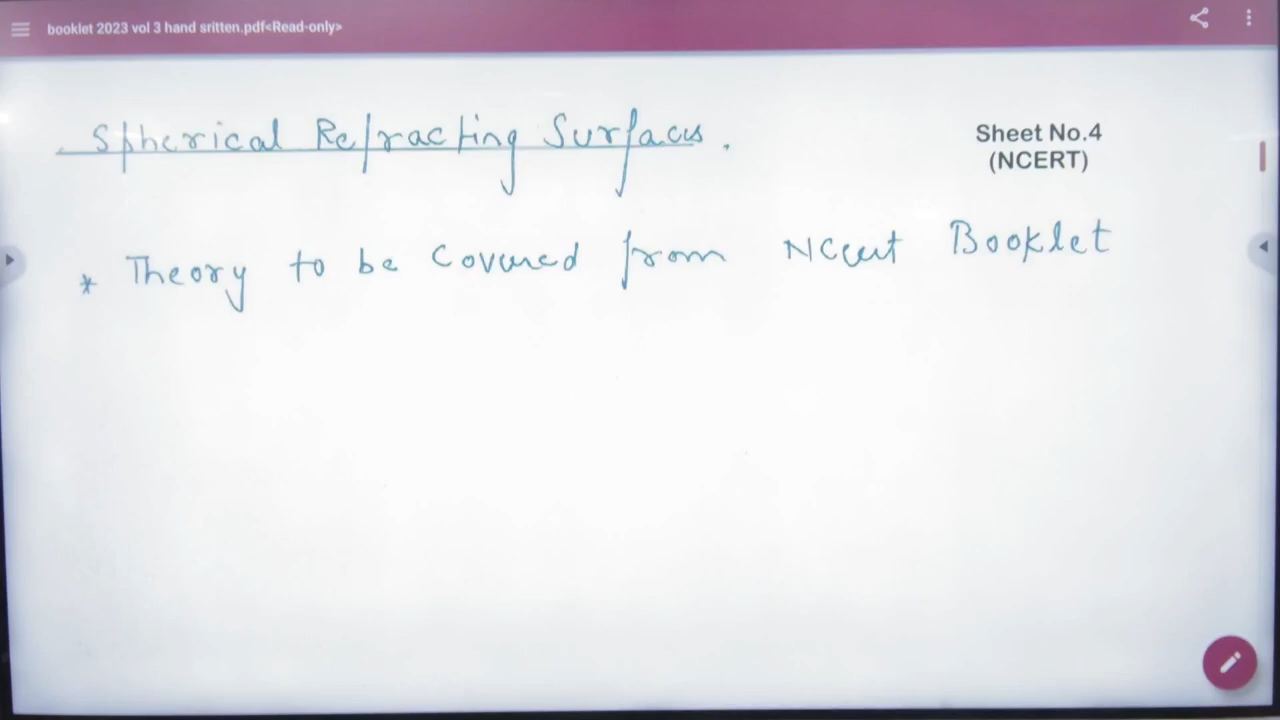 booklet 2023 vol 3 hand sritten.pdf<Read-only>
Spherical Refracting Surfaces.
Sheet No.4
(NCERT)
* Theory to be Covered from NCert Booklet